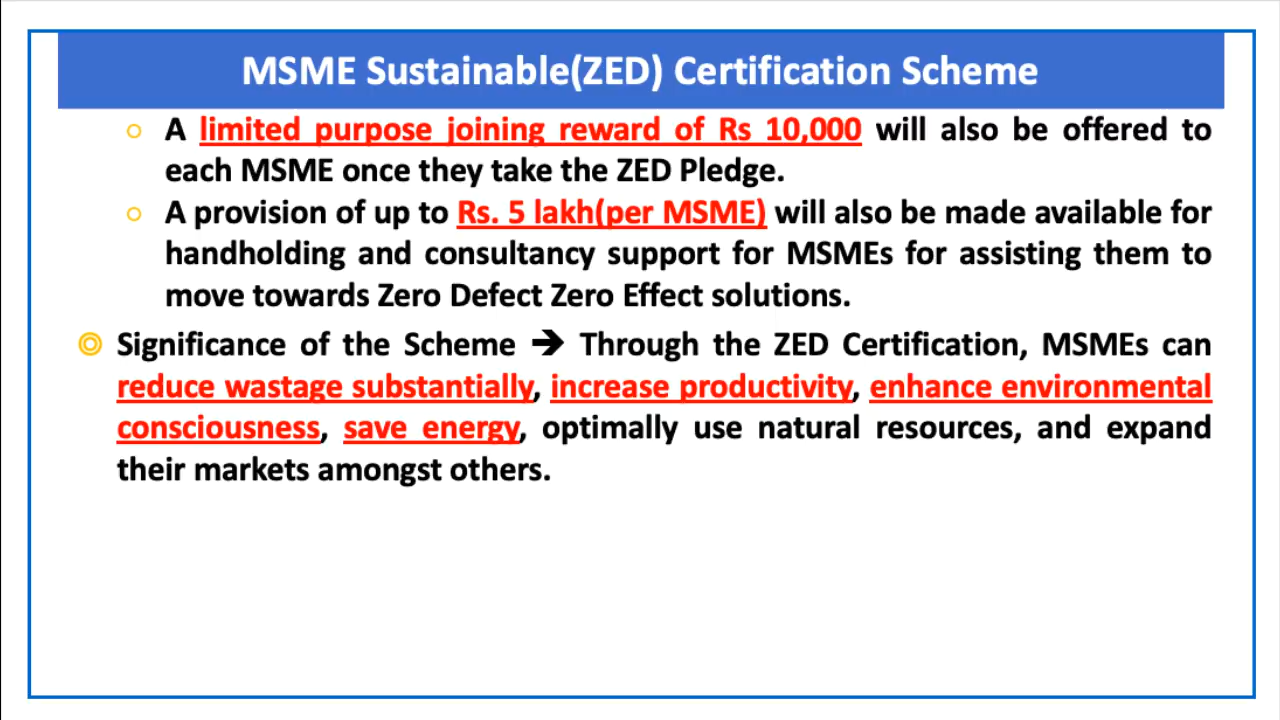 MSME Sustainable(ZED) Certification Scheme
A limited purpose joining reward of Rs 10,000 will also be offered to
each MSME once they take the ZED Pledge.
A provision of up to Rs. 5 lakh(per MSME) will also be made available for
handholding and consultancy support for MSMEs for assisting them to
move towards Zero Defect Zero Effect solutions.
Significance of the Scheme ➔ Through the ZED Certification, MSMEs can
reduce wastage substantially, increase productivity, enhance environmental
consciousness, save energy, optimally use natural resources, and expand
their markets amongst others.